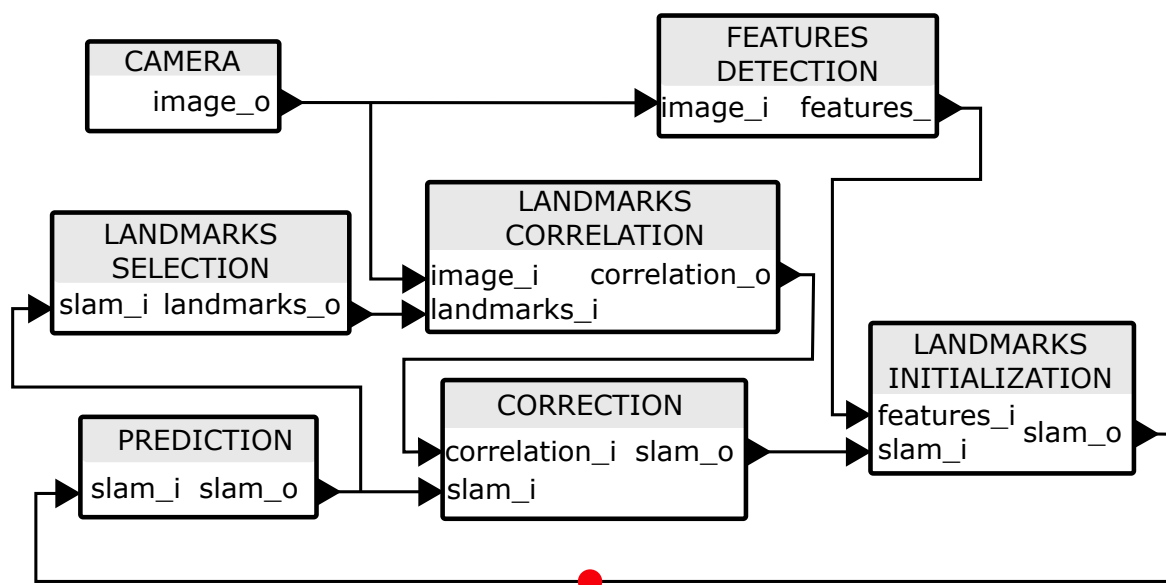 CAMERA
image_o
FEATURES
DETECTION
image_i features_
LANDMARKS
SELECTION
slam_i landmarks_o
LANDMARKS
CORRELATION
image_i correlation_o
landmarks_i
LANDMARKS
INITIALIZATION
features_i
slam_i slam_o
PREDICTION
slam_i slam_o
CORRECTION
correlation_i slam_o
slam_i